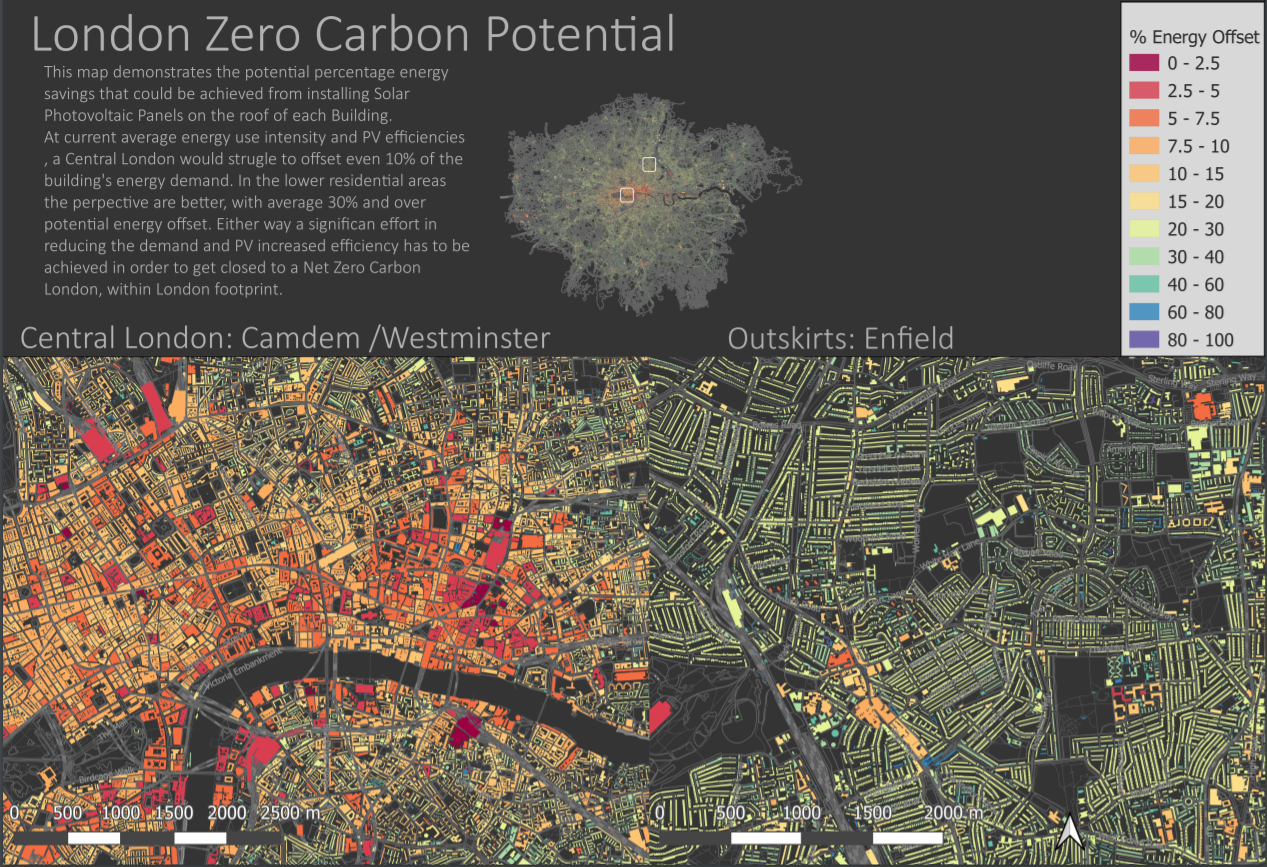 London Zero Carbon Potential
This map demonstrates the potential percentage energy
savings that could be achieved from installing Solar
Photovoltaic Panels on the roof of each Building.
At current average energy use intensity and PV efficiencies
, a Central London would strugle to offset even 10% of the
building's energy demand. In the lower residential areas
the perpective are better, with average 30% and over
potential energy offset. Either way a significan effort in
reducing the demand and PV increased efficiency has to be
achieved in order to get closed to a Net Zero Carbon
London, within London footprint.
% Energy Offset
0 - 2.5
2.5 - 5
5 - 7.5
7.5 - 10
10 - 15
15 - 20
20 - 30
30 - 40
40 - 60
60 - 80
80 - 100
Central London: Camdem /Westminster
Outskirts: Enfield
Victoria Embankment
Birdcage Walk
0 500 1000 1500 2000 2500 m
Sterling Way Sterling Way
0 500 1000 1500 2000 m